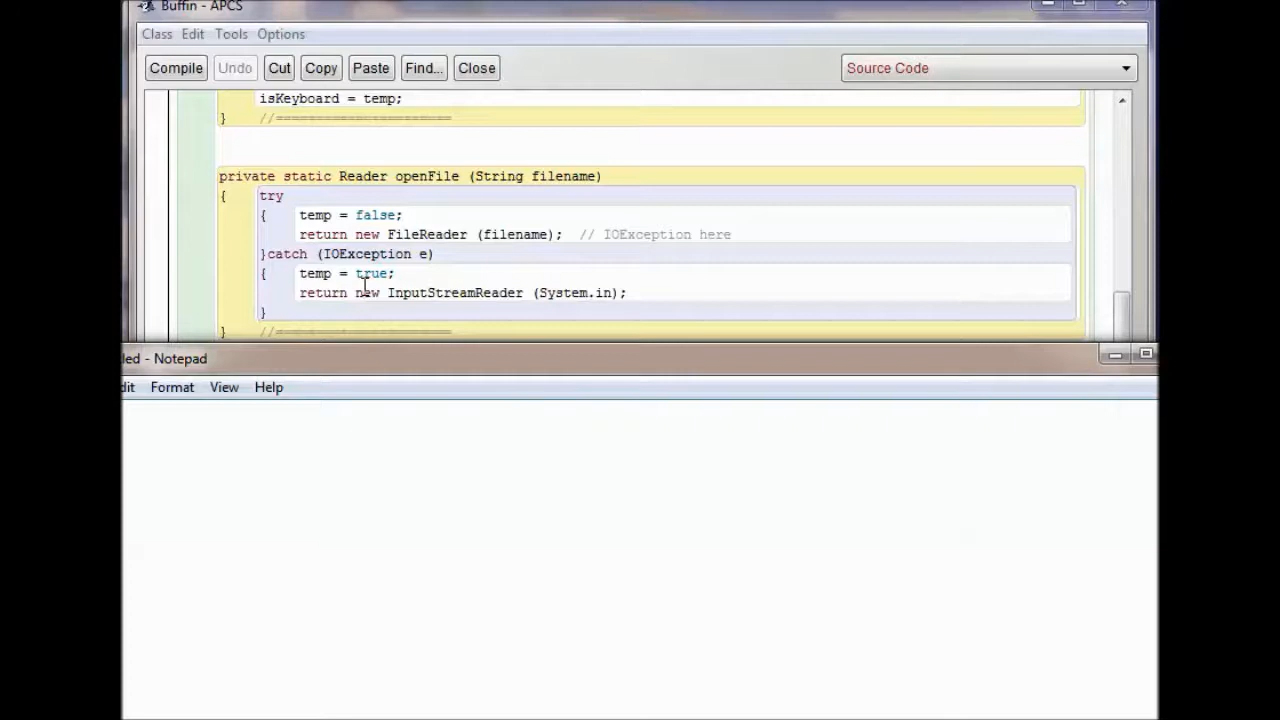 Buffin - APCS
Class Edit Tools Options
Compile Undo Cut Copy Paste Find... Close Source Code
isKeyboard = temp;
} //======================
private static Reader openFile (String filename)
{ try
{ temp = false;
return new FileReader (filename); // IOException here
}catch (IOException e)
{ temp = true;
return new InputStreamReader (System.in);
}
} //======================
led - Notepad
dit Format View Help